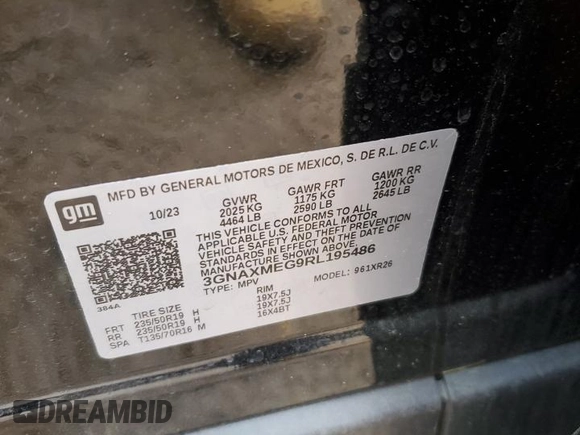 gm
MFD BY GENERAL MOTORS DE MEXICO, S. DE R.L. DE C.V.
10/23 GVWR GAWR FRT GAWR RR
2025 KG 1175 KG 1200 KG
4464 LB 2590 LB 2645 LB
THIS VEHICLE CONFORMS TO ALL
APPLICABLE U.S. FEDERAL MOTOR
VEHICLE SAFETY AND THEFT PREVENTION
STANDARDS IN EFFECT ON THE DATE OF
MANUFACTURE SHOWN ABOVE.
3GNAXMEG9RL195486
TYPE: MPV 961XR26
384A
TIRE SIZE RIM
FRT 235/50R19 H 19X7.5J
RR 235/50R19 H 19X7.5J
SPA T135/70R16 M 16X4BT
DREAMBID